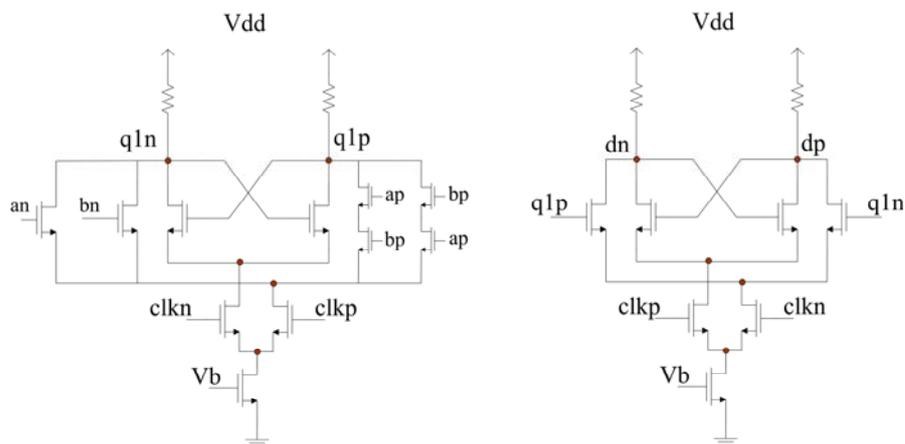 Vdd
Vdd
q1n
q1p
dn
dp
an
bn
ap
bp
q1p
q1n
bp
ap
clkn
clkp
clkp
clkn
Vb
Vb